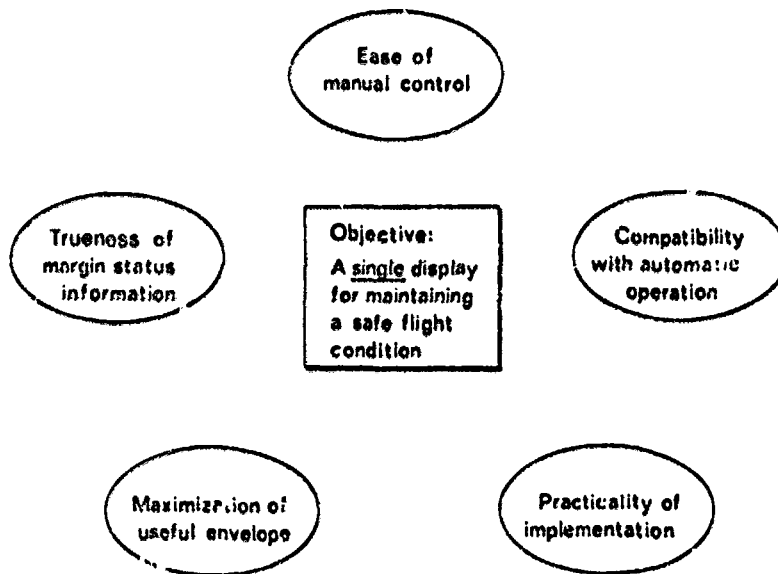 Ease of
manual control
Trueness of
margin status
information
Objective:
A single display
for maintaining
a safe flight
condition
Compatibility
with automatic
operation
Maximization of
useful envelope
Practicality of
implementation